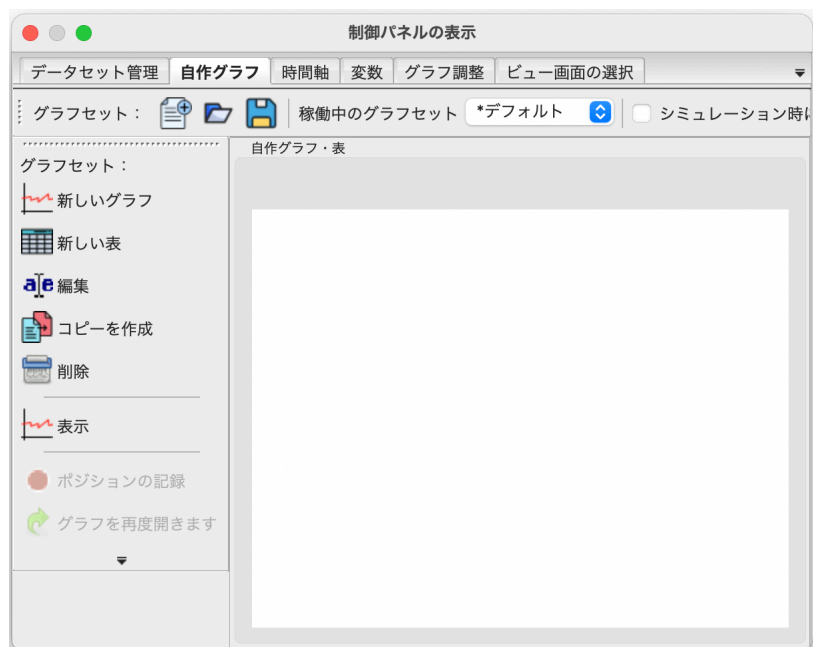 制御パネルの表示
データセット管理 自作グラフ 時間軸 変数 グラフ調整 ビュー画面の選択
グラフセット： 稼働中のグラフセット *デフォルト シミュレーション時に
自作グラフ・表
グラフセット：
新しいグラフ
新しい表
編集
コピーを作成
削除
表示
ポジションの記録
グラフを再度開きます